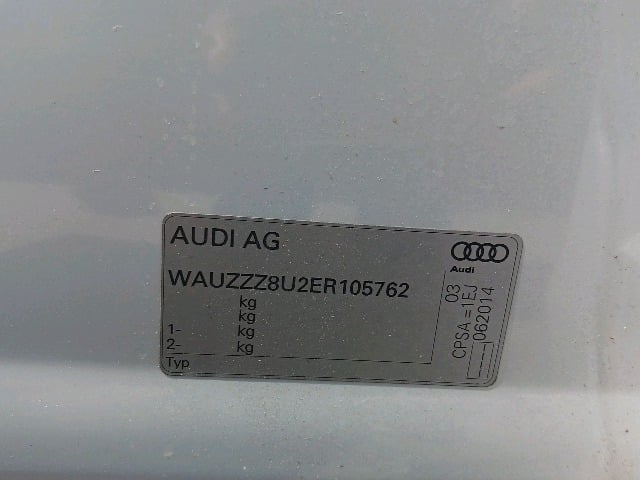 AUDI AG
Audi
WAUZZZ8U2ER105762
kg
kg
1- kg
2- kg
Typ
03
CPSA =1EJ
062014